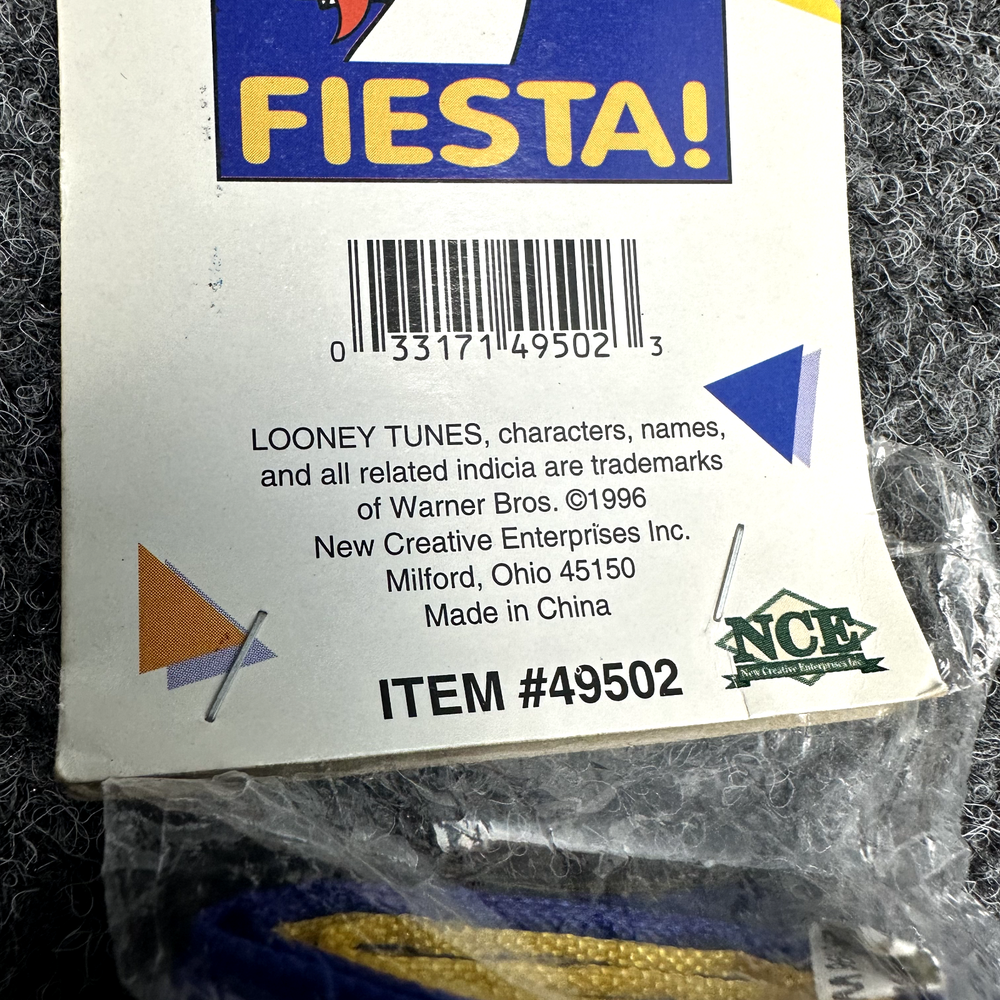 FIESTA!
0 33171 49502 3
LOONEY TUNES, characters, names,
and all related indicia are trademarks
of Warner Bros. ©1996
New Creative Enterprises Inc.
Milford, Ohio 45150
Made in China
NCE
New Creative Enterprises Inc.
ITEM #49502